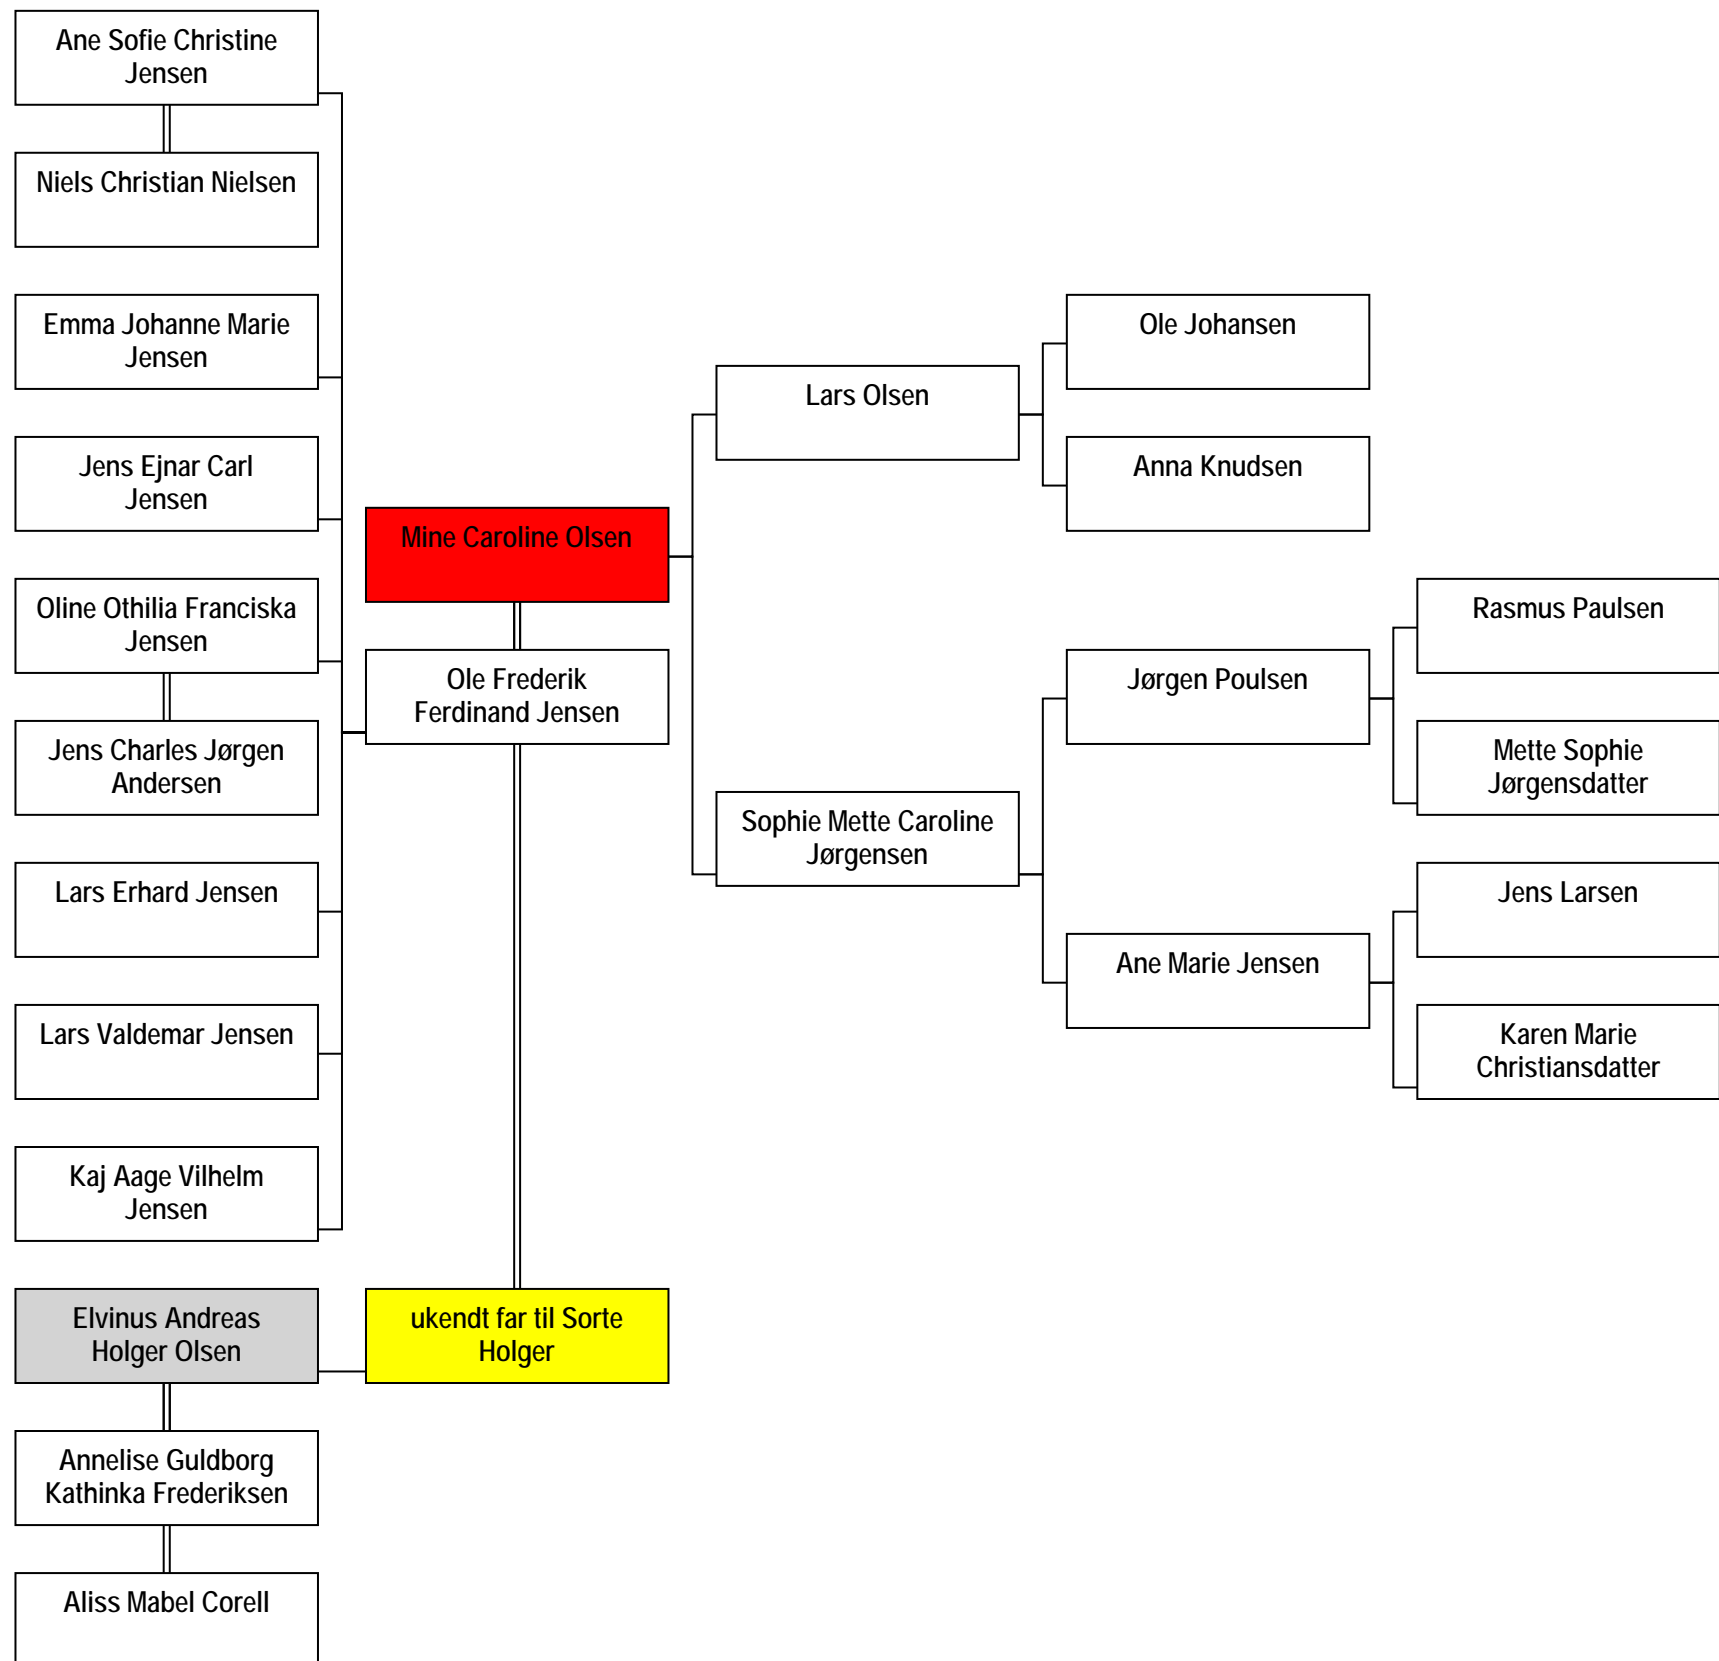 Ane Sofie Christine
Jensen
Niels Christian Nielsen
Emma Johanne Marie
Jensen
Jens Ejnar Carl
Jensen
Oline Othilia Franciska
Jensen
Jens Charles Jørgen
Andersen
Lars Erhard Jensen
Lars Valdemar Jensen
Kaj Aage Vilhelm
Jensen
Elvinus Andreas
Holger Olsen
Annelise Guldborg
Kathinka Frederiksen
Aliss Mabel Corell
Mine Caroline Olsen
Ole Frederik
Ferdinand Jensen
ukendt far til Sorte
Holger
Lars Olsen
Sophie Mette Caroline
Jørgensen
Ole Johansen
Anna Knudsen
Jørgen Poulsen
Ane Marie Jensen
Rasmus Paulsen
Mette Sophie
Jørgensdatter
Jens Larsen
Karen Marie
Christiansdatter